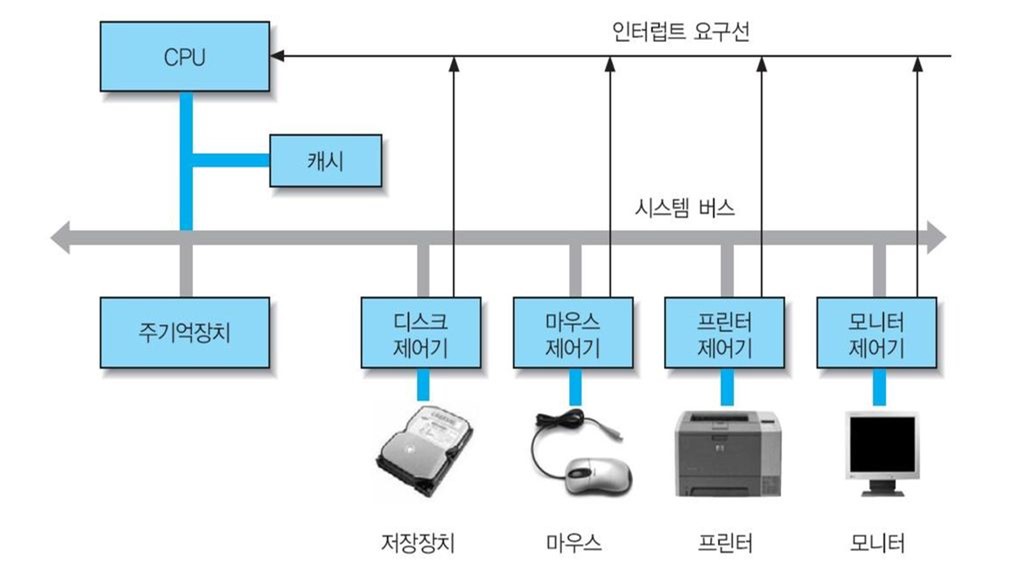 인터럽트 요구선
CPU
캐시
시스템 버스
주기억장치
디스크
제어기
마우스
제어기
프린터
제어기
모니터
제어기
저장장치
마우스
프린터
모니터